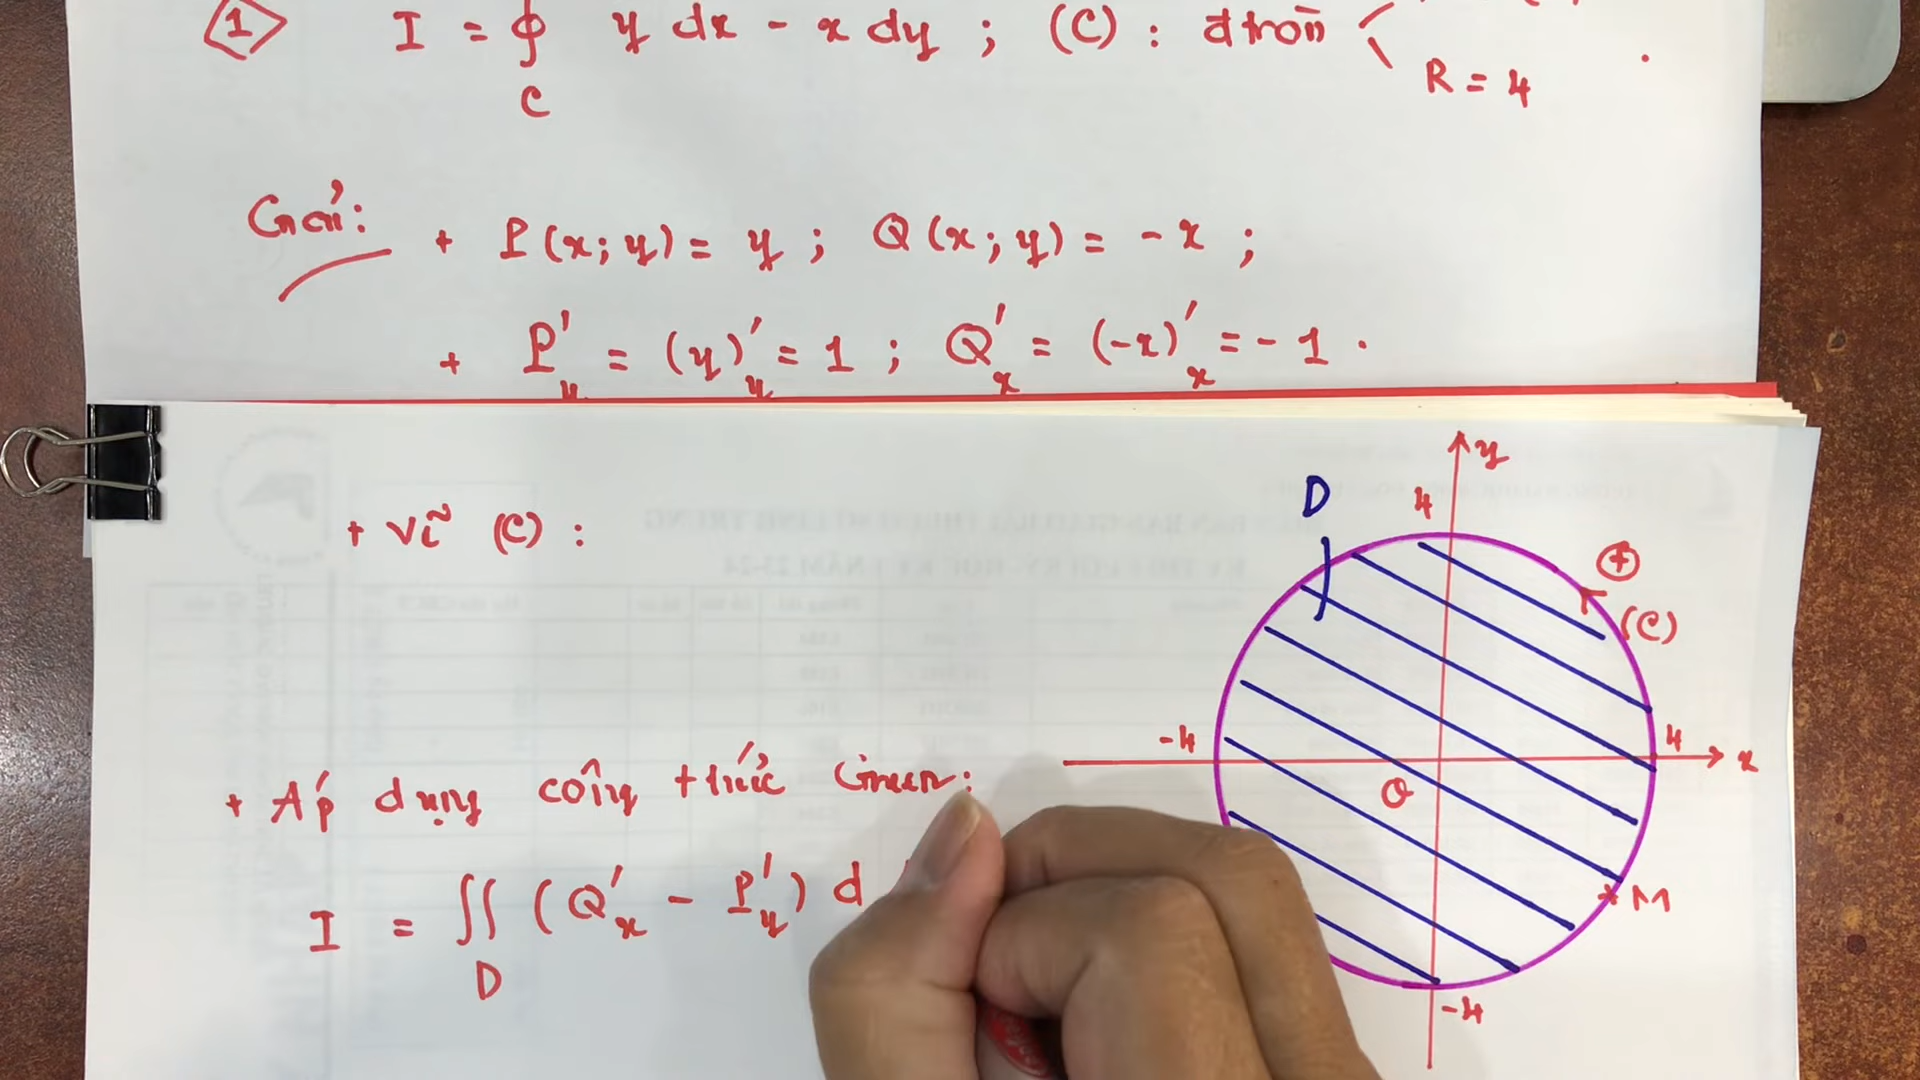 1 I = ∮ y dx - x dy ; (C) : đtròn
C
R = 4
Giải: + P(x; y) = y ; Q(x; y) = - x ;
+ P'y = (y)'y = 1 ; Q'x = (-x)'x = - 1 .
+ Vẽ (C) :
y
D
4
+
(C)
-4
4
x
O
+ Áp dụng công thức Green:
I = ∬ (Q'x - P'y) d
D
M
-4